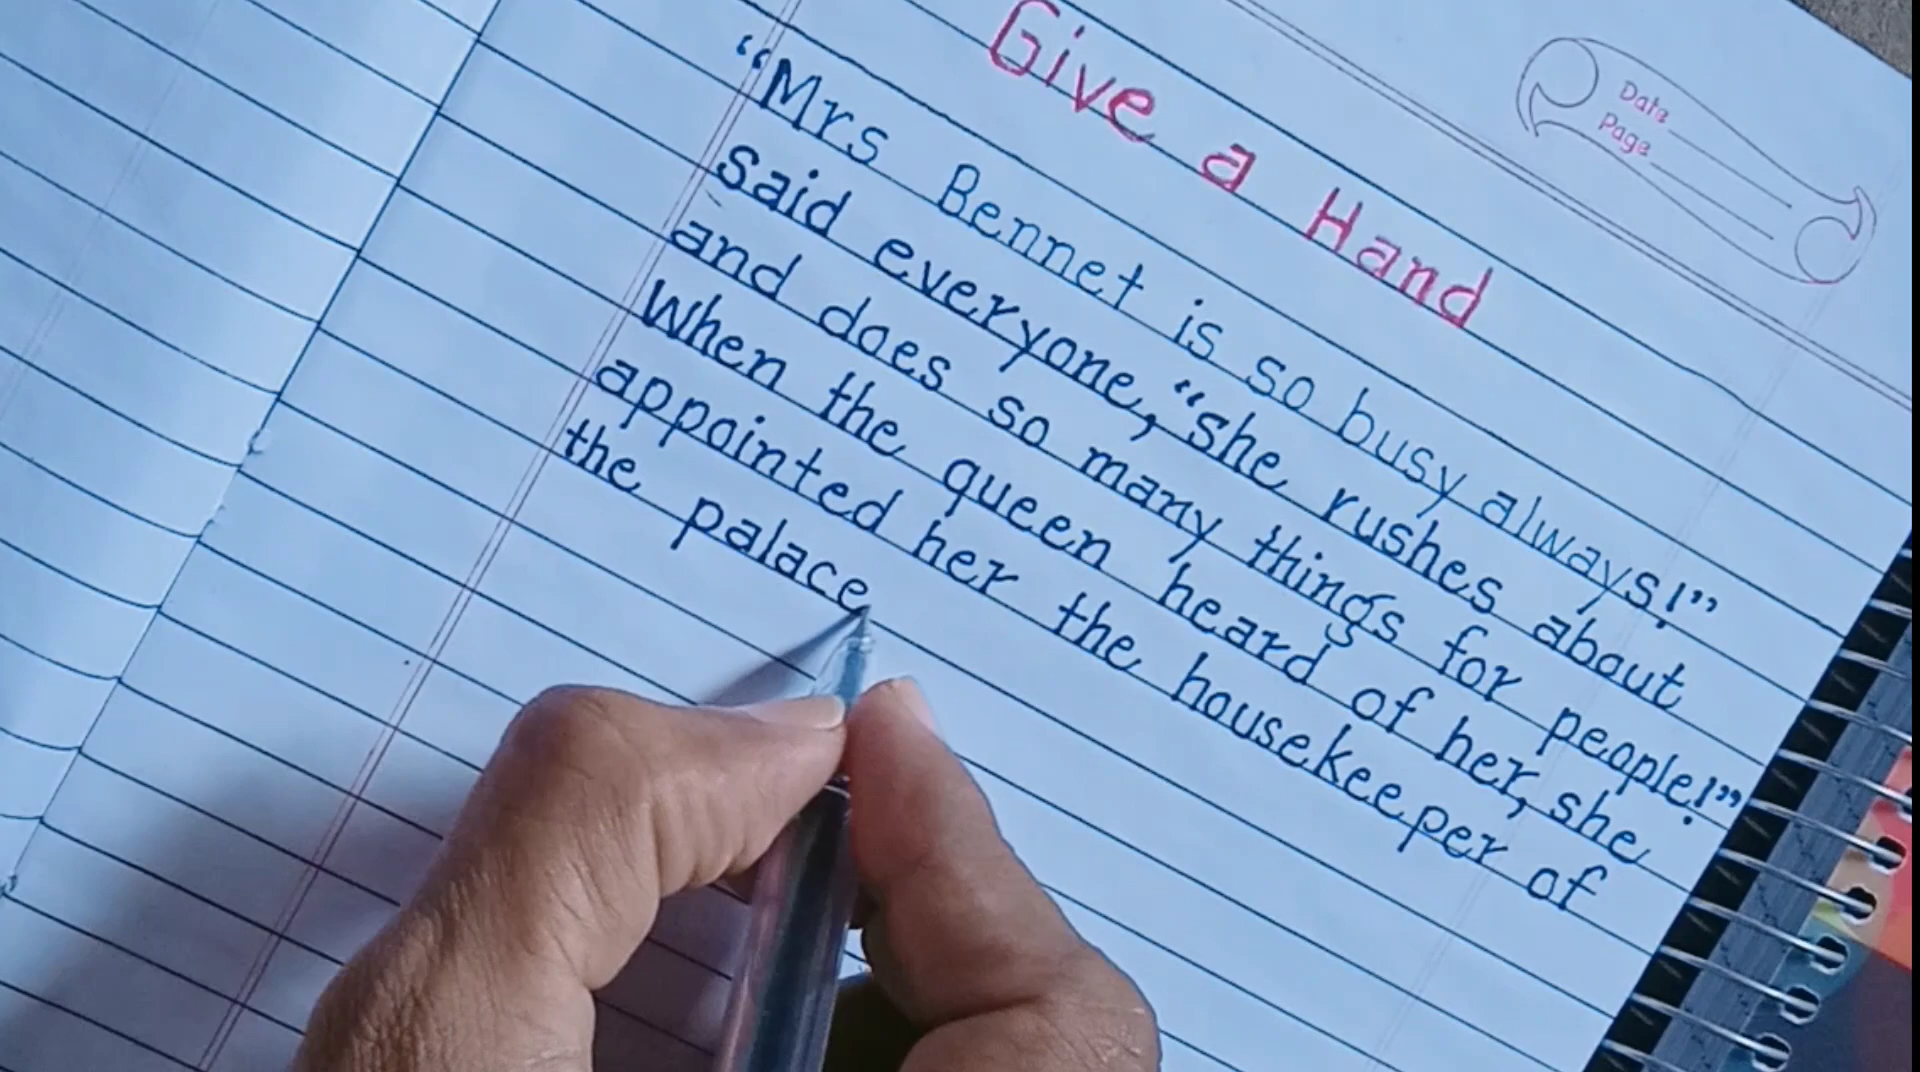 Give a Hand
Date
Page
“Mrs Bennet is so busy always!”
said everyone, “she rushes about
and does so many things for people!”
When the queen heard of her, she
appointed her the housekeeper of
the palace